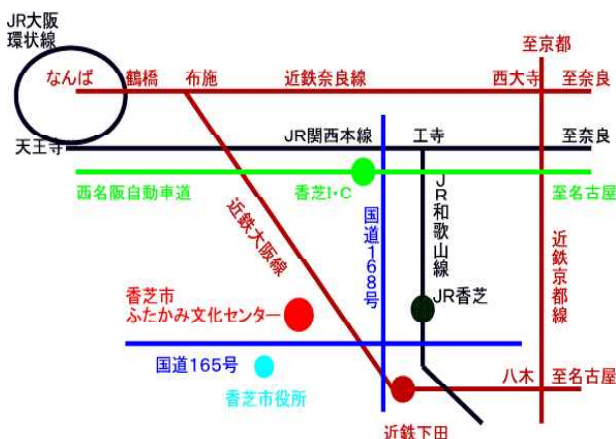 JR大阪
環状線
至京都
なんば
鶴橋
布施
近鉄奈良線
西大寺
至奈良
天王寺
JR関西本線
工寺
至奈良
西名阪自動車道
香芝I・C
至名古屋
近鉄大阪線
国道168号
JR和歌山線
近鉄京都線
香芝市
ふたかみ文化センター
JR香芝
国道165号
香芝市役所
八木
至名古屋
近鉄下田